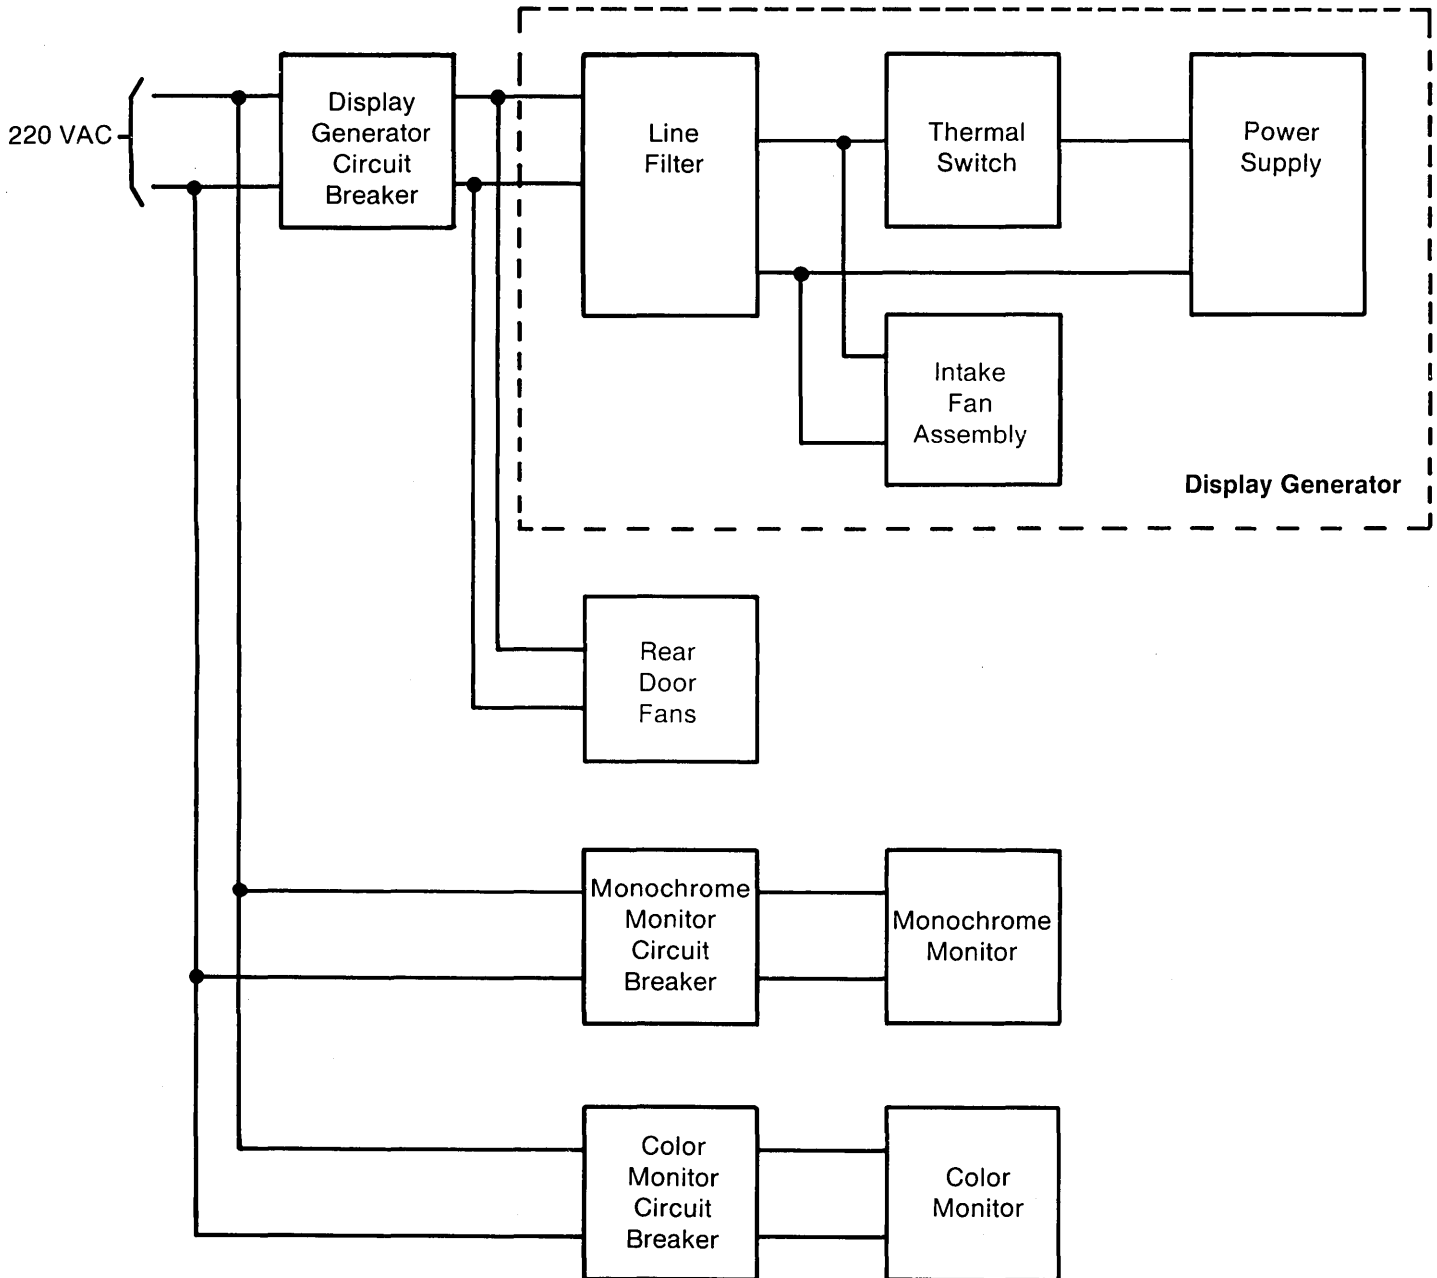 220 VAC
Display
Generator
Circuit
Breaker
Line
Filter
Thermal
Switch
Power
Supply
Intake
Fan
Assembly
Display Generator
Rear
Door
Fans
Monochrome
Monitor
Circuit
Breaker
Monochrome
Monitor
Color
Monitor
Circuit
Breaker
Color
Monitor